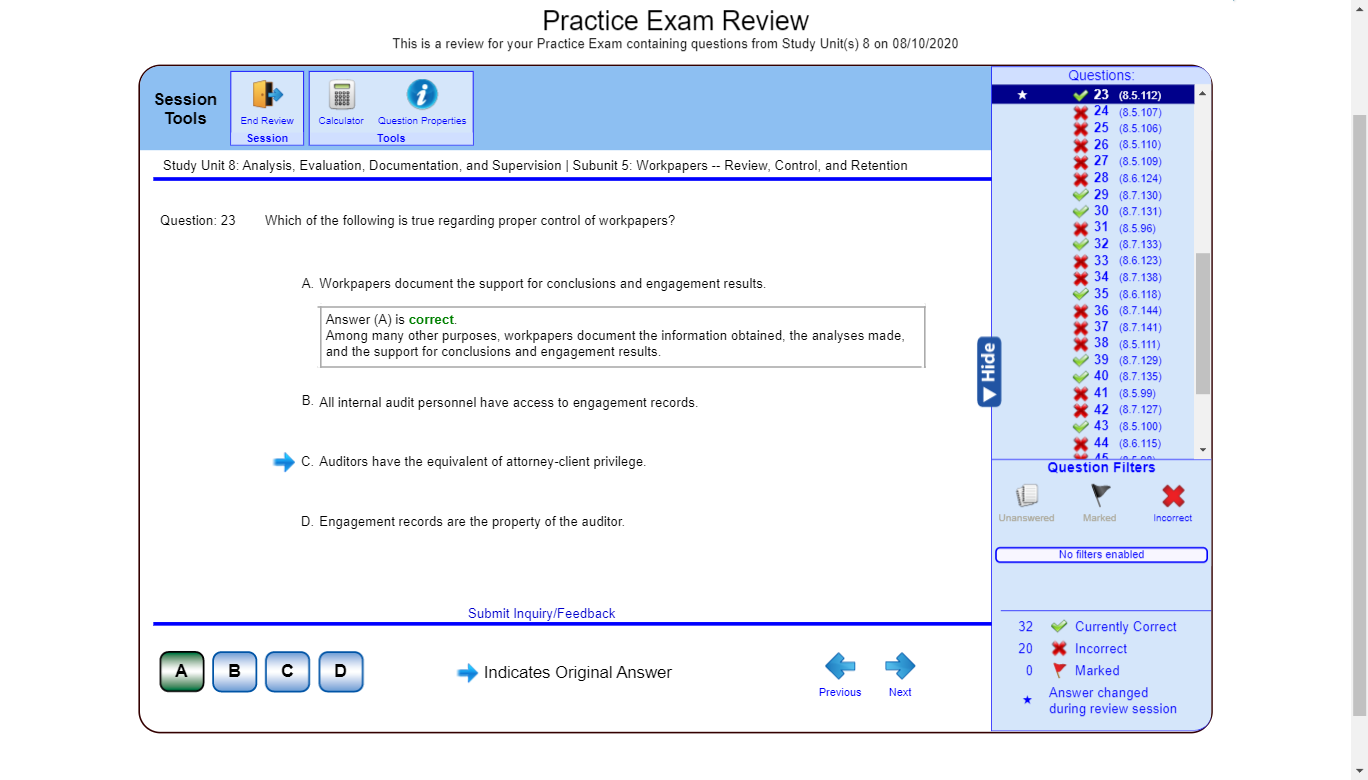 Practice Exam Review
This is a review for your Practice Exam containing questions from Study Unit(s) 8 on 08/10/2020
Session
Tools
End Review
Session
Calculator
Question Properties
Tools
Study Unit 8: Analysis, Evaluation, Documentation, and Supervision | Subunit 5: Workpapers -- Review, Control, and Retention
Question: 23
Which of the following is true regarding proper control of workpapers?
A. Workpapers document the support for conclusions and engagement results.
Answer (A) is correct.
Among many other purposes, workpapers document the information obtained, the analyses made,
and the support for conclusions and engagement results.
B. All internal audit personnel have access to engagement records.
C. Auditors have the equivalent of attorney-client privilege.
D. Engagement records are the property of the auditor.
Submit Inquiry/Feedback
A
B
C
D
Indicates Original Answer
Previous
Next
Hide
Questions:
23 (8.5.112)
24 (8.5.107)
25 (8.5.106)
26 (8.5.110)
27 (8.5.109)
28 (8.6.124)
29 (8.7.130)
30 (8.7.131)
31 (8.5.96)
32 (8.7.133)
33 (8.6.123)
34 (8.7.138)
35 (8.6.118)
36 (8.7.144)
37 (8.7.141)
38 (8.5.111)
39 (8.7.129)
40 (8.7.135)
41 (8.5.99)
42 (8.7.127)
43 (8.5.100)
44 (8.6.115)
45
Question Filters
Unanswered
Marked
Incorrect
No filters enabled
32 Currently Correct
20 Incorrect
0 Marked
Answer changed
during review session